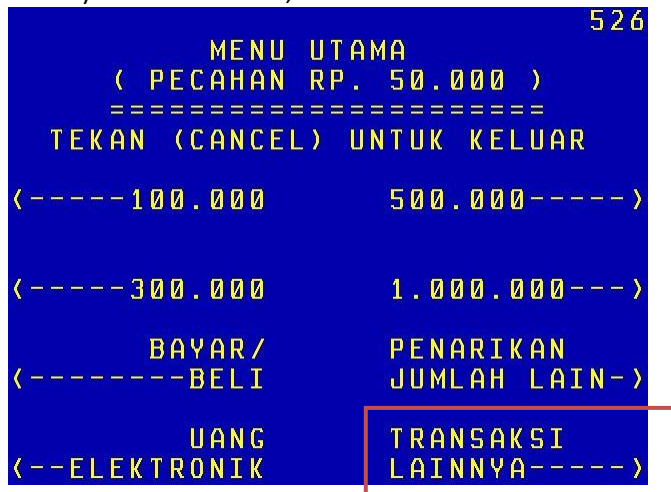 526
MENU UTAMA
( PECAHAN RP. 50.000 )
======================
TEKAN (CANCEL) UNTUK KELUAR
<-----100.000 500.000----->
<-----300.000 1.000.000--->
BAYAR/ PENARIKAN
<--------BELI JUMLAH LAIN->
UANG TRANSAKSI
<--ELEKTRONIK LAINNYA----->